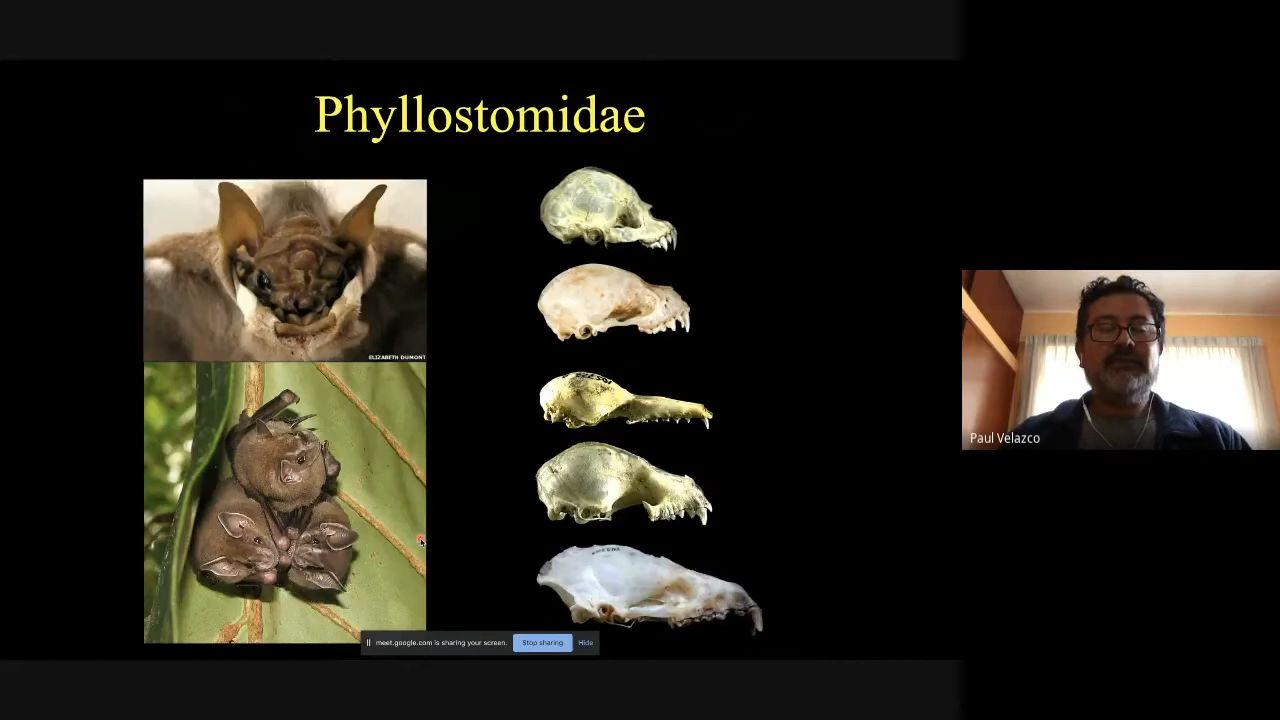 Phyllostomidae
ELIZABETH DUMONT
Paul Velazco
meet.google.com is sharing your screen.
Stop sharing
Hide